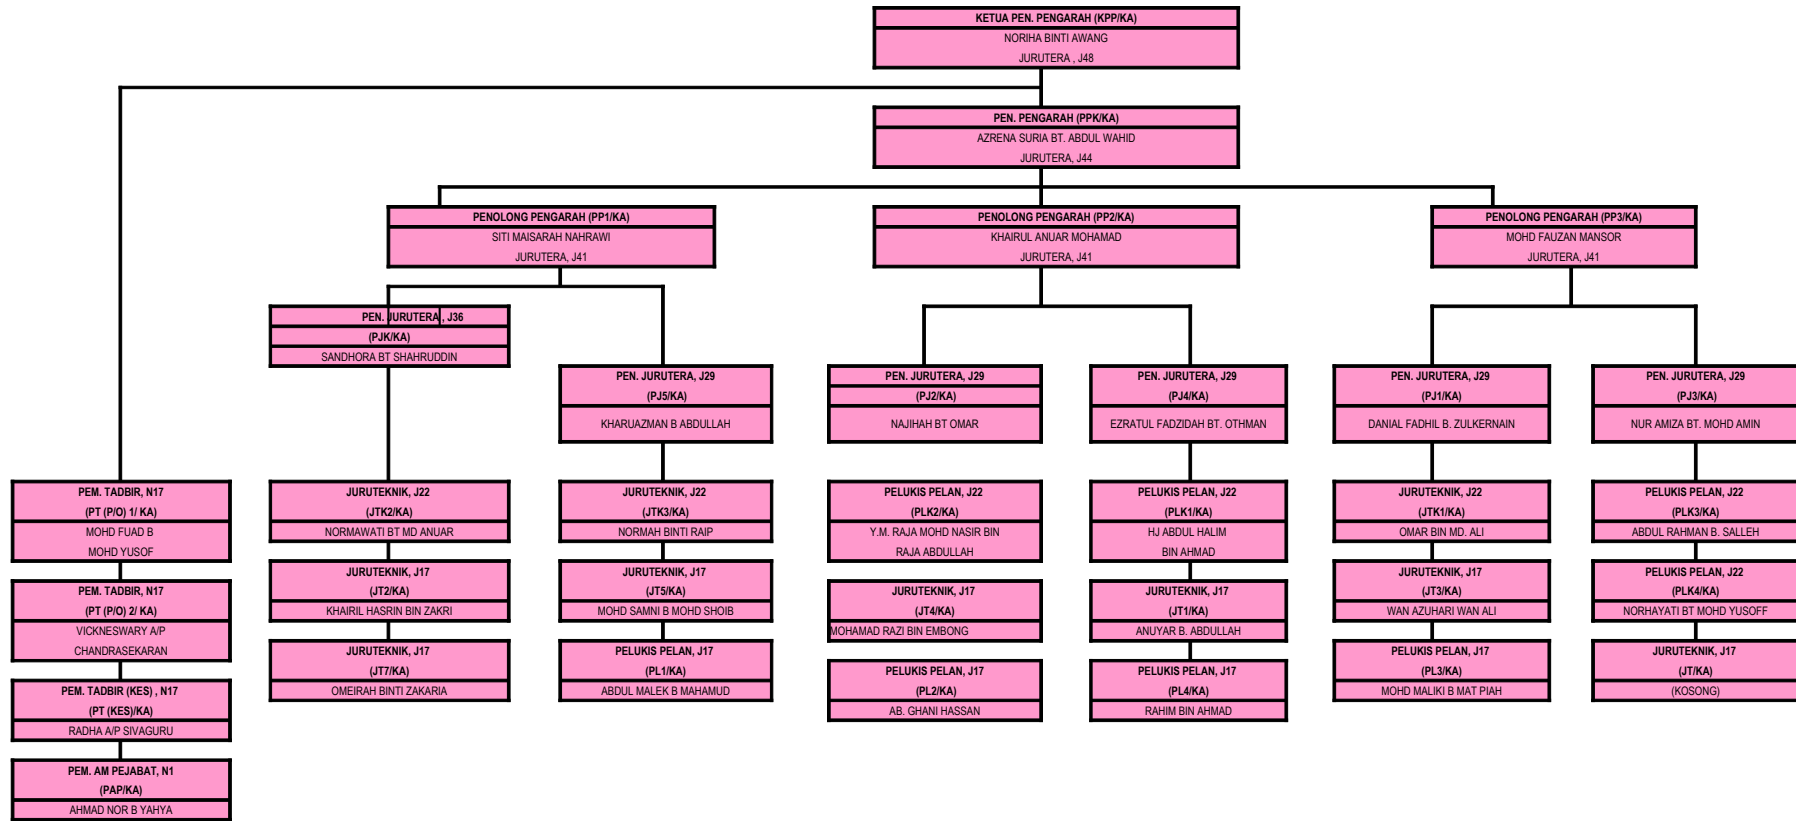 KETUA PEN. PENGARAH (KPP/KA)
NORIHA BINTI AWANG
JURUTERA , J48
PEN. PENGARAH (PPK/KA)
AZRENA SURIA BT. ABDUL WAHID
JURUTERA, J44
PENOLONG PENGARAH (PP1/KA)
SITI MAISARAH NAHRAWI
JURUTERA, J41
PENOLONG PENGARAH (PP2/KA)
KHAIRUL ANUAR MOHAMAD
JURUTERA, J41
PENOLONG PENGARAH (PP3/KA)
MOHD FAUZAN MANSOR
JURUTERA, J41
PEN. JURUTERA , J36
(PJK/KA)
SANDHORA BT SHAHRUDDIN
PEN. JURUTERA, J29
(PJ5/KA)
KHARUAZMAN B ABDULLAH
PEN. JURUTERA, J29
(PJ2/KA)
NAJIHAH BT OMAR
PEN. JURUTERA, J29
(PJ4/KA)
EZRATUL FADZIDAH BT. OTHMAN
PEN. JURUTERA, J29
(PJ1/KA)
DANIAL FADHIL B. ZULKERNAIN
PEN. JURUTERA, J29
(PJ3/KA)
NUR AMIZA BT. MOHD AMIN
PEM. TADBIR, N17
(PT (P/O) 1/ KA)
MOHD FUAD B
MOHD YUSOF
PEM. TADBIR, N17
(PT (P/O) 2/ KA)
VICKNESWARY A/P
CHANDRASEKARAN
PEM. TADBIR (KES) , N17
(PT (KES)/KA)
RADHA A/P SIVAGURU
PEM. AM PEJABAT, N1
(PAP/KA)
AHMAD NOR B YAHYA
JURUTEKNIK, J22
(JTK2/KA)
NORMAWATI BT MD ANUAR
JURUTEKNIK, J17
(JT2/KA)
KHAIRIL HASRIN BIN ZAKRI
JURUTEKNIK, J17
(JT7/KA)
OMEIRAH BINTI ZAKARIA
JURUTEKNIK, J22
(JTK3/KA)
NORMAH BINTI RAIP
JURUTEKNIK, J17
(JT5/KA)
MOHD SAMNI B MOHD SHOIB
PELUKIS PELAN, J17
(PL1/KA)
ABDUL MALEK B MAHAMUD
PELUKIS PELAN, J22
(PLK2/KA)
Y.M. RAJA MOHD NASIR BIN
RAJA ABDULLAH
JURUTEKNIK, J17
(JT4/KA)
MOHAMAD RAZI BIN EMBONG
PELUKIS PELAN, J17
(PL2/KA)
AB. GHANI HASSAN
PELUKIS PELAN, J22
(PLK1/KA)
HJ ABDUL HALIM
BIN AHMAD
JURUTEKNIK, J17
(JT1/KA)
ANUYAR B. ABDULLAH
PELUKIS PELAN, J17
(PL4/KA)
RAHIM BIN AHMAD
JURUTEKNIK, J22
(JTK1/KA)
OMAR BIN MD. ALI
JURUTEKNIK, J17
(JT3/KA)
WAN AZUHARI WAN ALI
PELUKIS PELAN, J17
(PL3/KA)
MOHD MALIKI B MAT PIAH
PELUKIS PELAN, J22
(PLK3/KA)
ABDUL RAHMAN B. SALLEH
PELUKIS PELAN, J22
(PLK4/KA)
NORHAYATI BT MOHD YUSOFF
JURUTEKNIK, J17
(JT/KA)
(KOSONG)